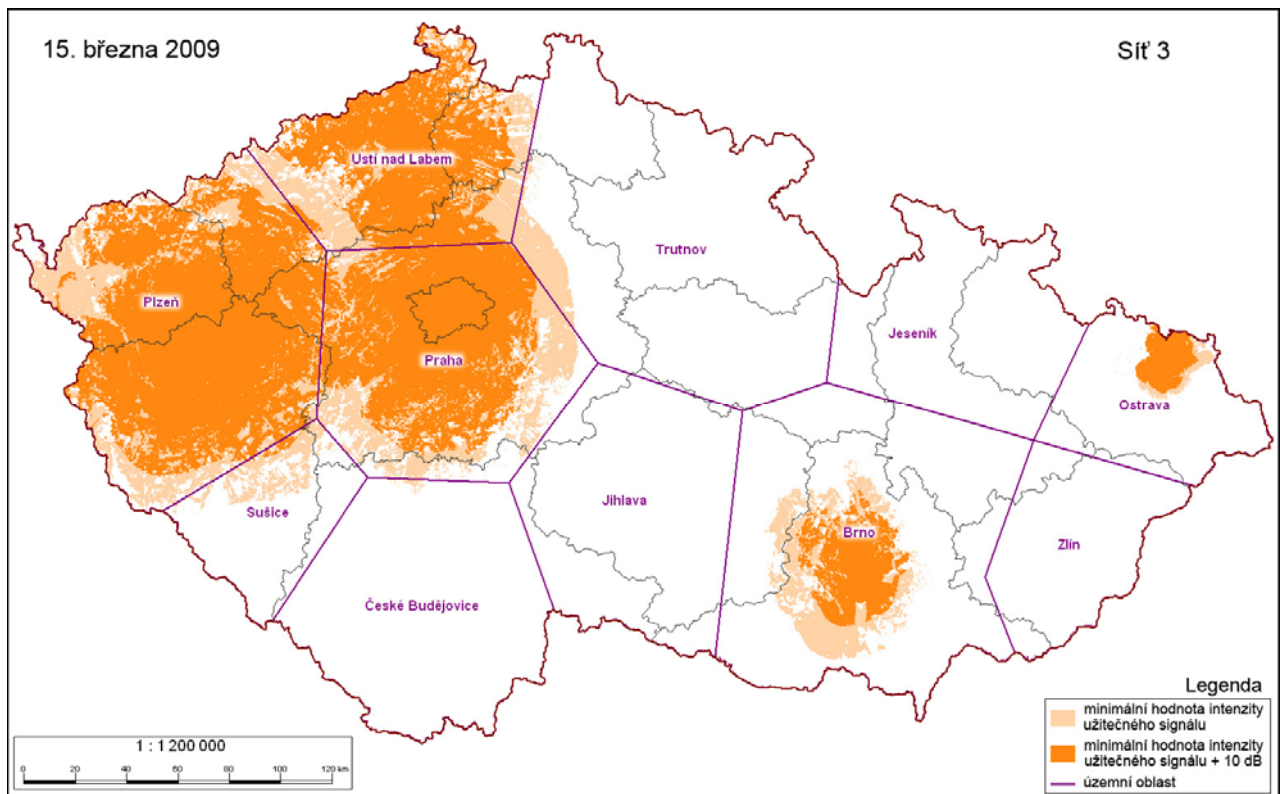 15. března 2009
Síť 3
Ustí nad Labem
Trutnov
Plzeň
Jeseník
Praha
Ostrava
Jihlava
Sušice
Brno
Zlín
České Budějovice
Legenda
minimální hodnota intenzity
užitečného signálu
minimální hodnota intenzity
užitečného signálu + 10 dB
územní oblast
1 : 1 200 000
0 20 40 60 80 100 120 km